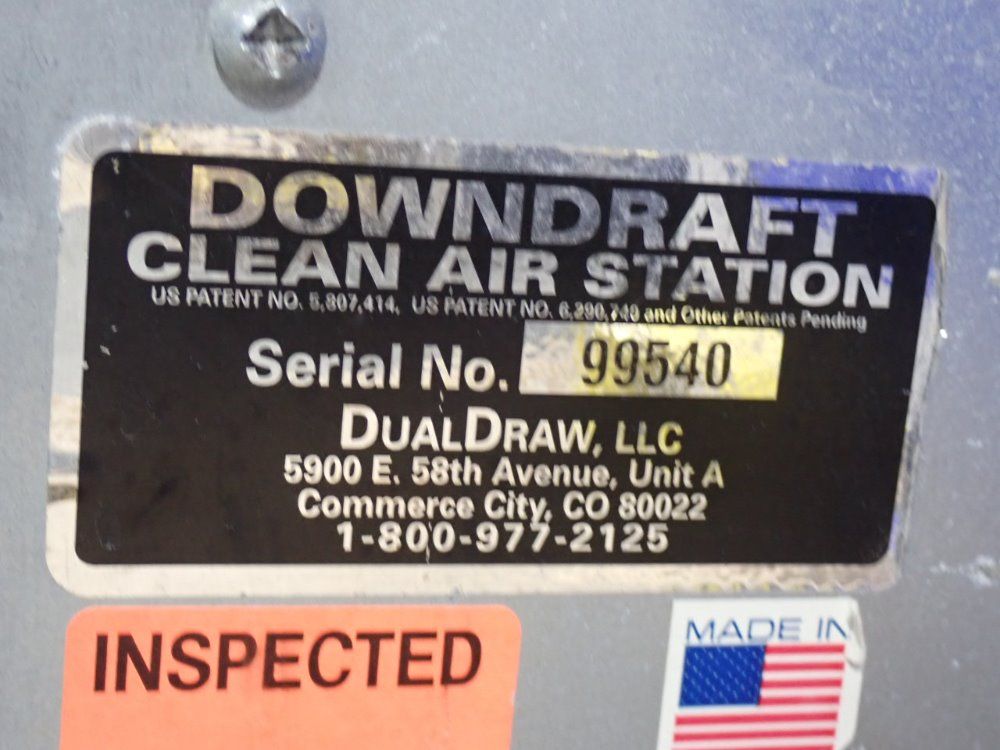 DOWNDRAFT
CLEAN AIR STATION
US PATENT NO. 5,807,414, US PATENT NO. 6,290,740 and Other Patents Pending
Serial No. 99540
DUALDRAW, LLC
5900 E. 58th Avenue, Unit A
Commerce City, CO 80022
1-800-977-2125
INSPECTED
MADE IN